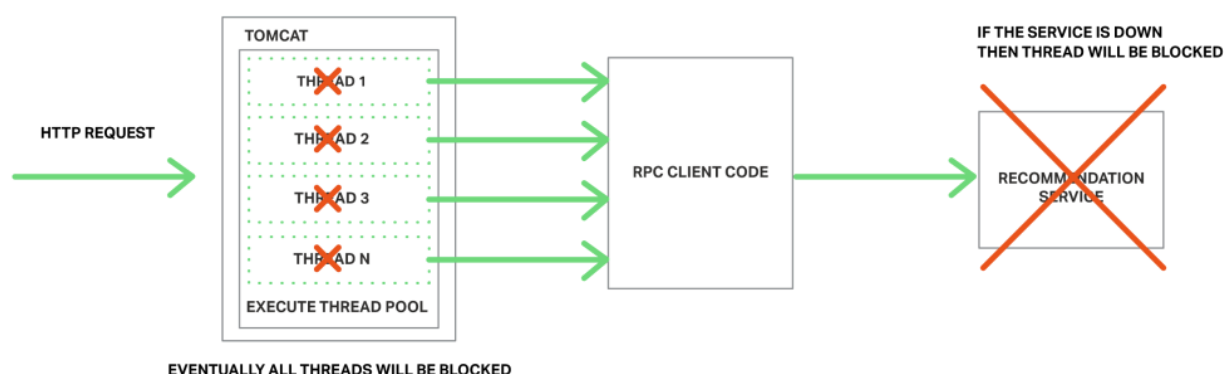 IF THE SERVICE IS DOWN
THEN THREAD WILL BE BLOCKED
TOMCAT
THREAD 1
HTTP REQUEST
THREAD 2
RPC CLIENT CODE
RECOMMENDATION
SERVICE
THREAD 3
THREAD N
EXECUTE THREAD POOL
EVENTUALLY ALL THREADS WILL BE BLOCKED